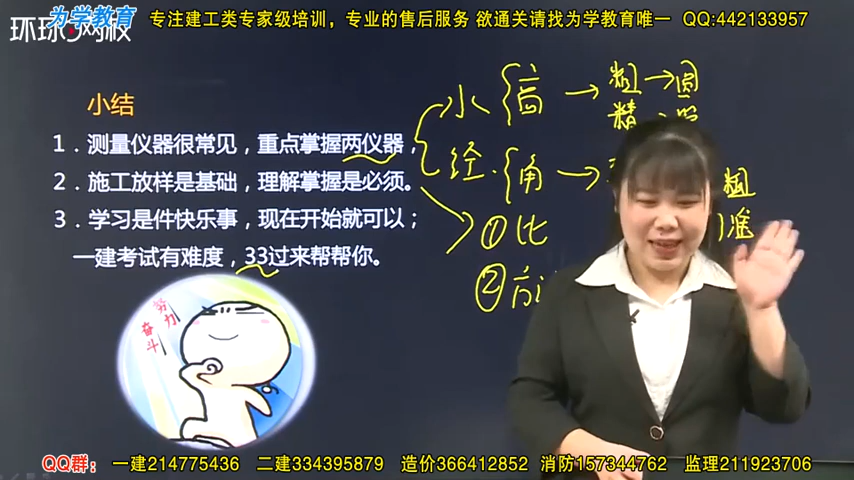 为学教育
环球网校
专注建工类专家级培训，专业的售后服务 欲通关请找为学教育唯一 QQ:442133957
小结
1．测量仪器很常见，重点掌握两仪器，
2．施工放样是基础，理解掌握是必须。
3．学习是件快乐事，现在开始就可以；
一建考试有难度，33过来帮帮你。
努力
奋斗
水 高 → 粗 → 圆
精
经 · 角 →
粗
准
① 比
②
QQ群： 一建214775436 二建334395879 造价366412852 消防157344762 监理211923706